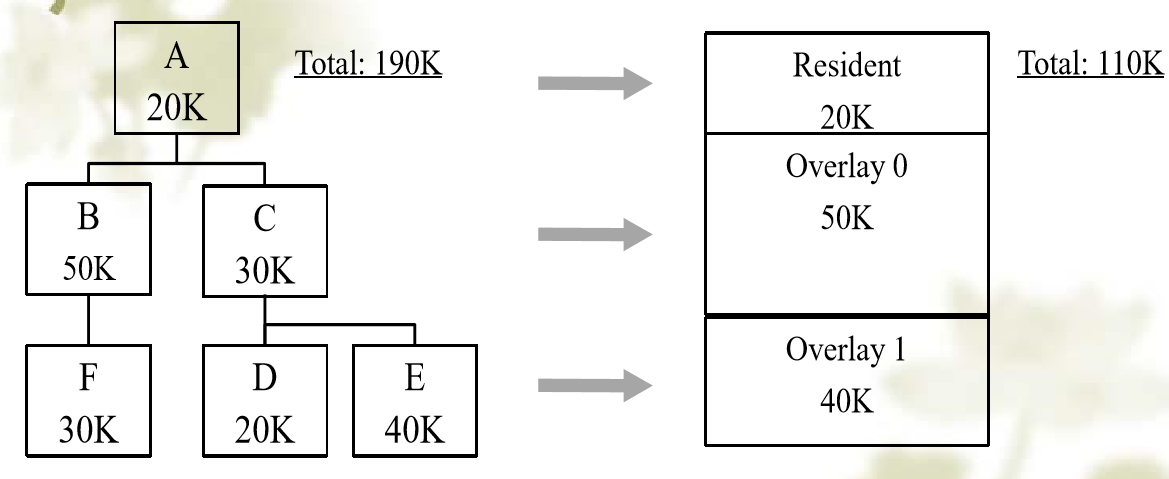 A
20K
Total: 190K
B
50K
C
30K
F
30K
D
20K
E
40K
Resident
20K
Total: 110K
Overlay 0
50K
Overlay 1
40K